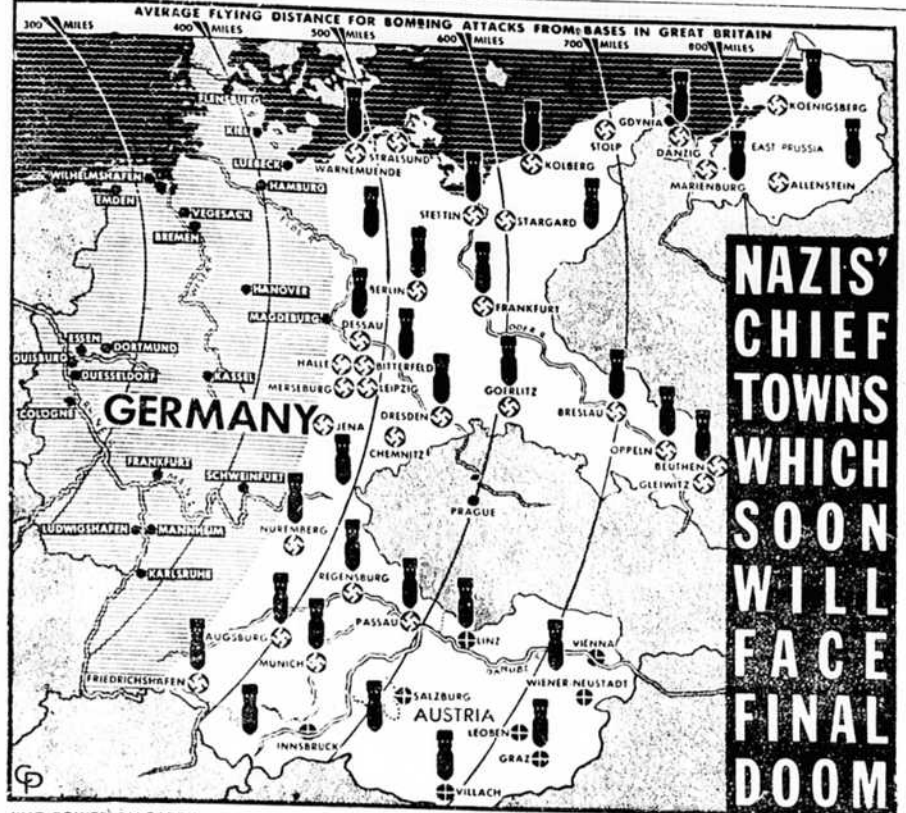 AVERAGE FLYING DISTANCE FOR BOMBING ATTACKS FROM BASES IN GREAT BRITAIN
300 MILES
400 MILES
500 MILES
600 MILES
700 MILES
800 MILES
FLENSBURG
KIEL
LUEBECK
WARNEMUENDE
STRALSUND
KOLBERG
STOLP
GDYNIA
DANZIG
KOENIGSBERG
EAST PRUSSIA
MARIENBURG
ALLENSTEIN
WILHELMSHAFEN
EMDEN
HAMBURG
VEGESACK
BREMEN
STETTIN
STARGARD
HANOVER
BERLIN
FRANKFURT
ODER R.
MAGDEBURG
DESSAU
ESSEN
DORTMUND
DUISBURG
DUESSELDORF
KASSEL
HALLE
BITTERFELD
MERSEBURG
LEIPZIG
GOERLITZ
COLOGNE
GERMANY
JENA
DRESDEN
CHEMNITZ
BRESLAU
OPPELN
BEUTHEN
GLEIWITZ
FRANKFURT
SCHWEINFURT
PRAGUE
LUDWIGSHAFEN
MANNHEIM
NUREMBERG
KARLSRUHE
REGENSBURG
AUGSBURG
PASSAU
LINZ
VIENNA
MUNICH
DANUBE
WIENER-NEUSTADT
FRIEDRICHSHAFEN
SALZBURG
AUSTRIA
LEOBEN
INNSBRUCK
GRAZ
VILLACH
CP
NAZIS'
CHIEF
TOWNS
WHICH
SOON
WILL
FACE
FINAL
DOOM